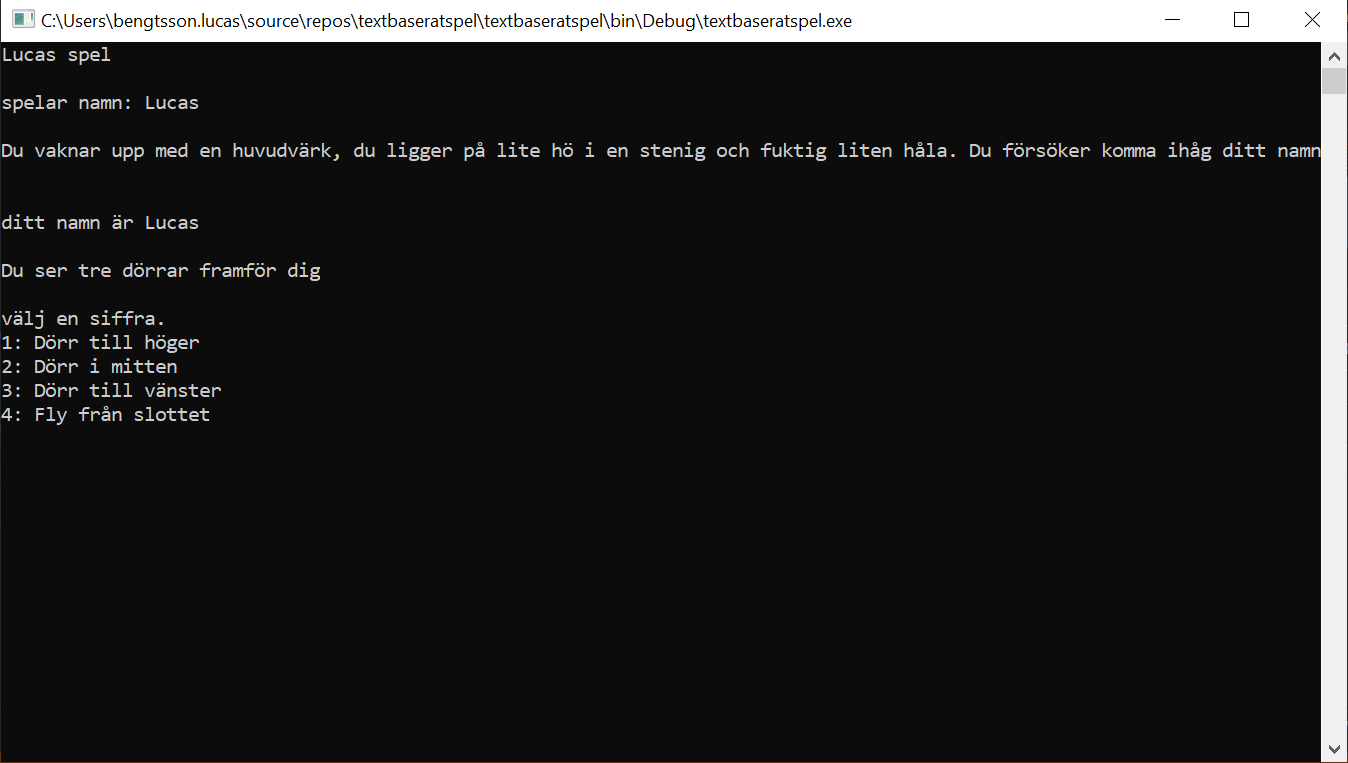 C:\Users\bengtsson.lucas\source\repos\textbaseratspel\textbaseratspel\bin\Debug\textbaseratspel.exe
Lucas spel
spelar namn: Lucas
Du vaknar upp med en huvudvärk, du ligger på lite hö i en stenig och fuktig liten håla. Du försöker komma ihåg ditt namn
ditt namn är Lucas
Du ser tre dörrar framför dig
välj en siffra.
1: Dörr till höger
2: Dörr i mitten
3: Dörr till vänster
4: Fly från slottet